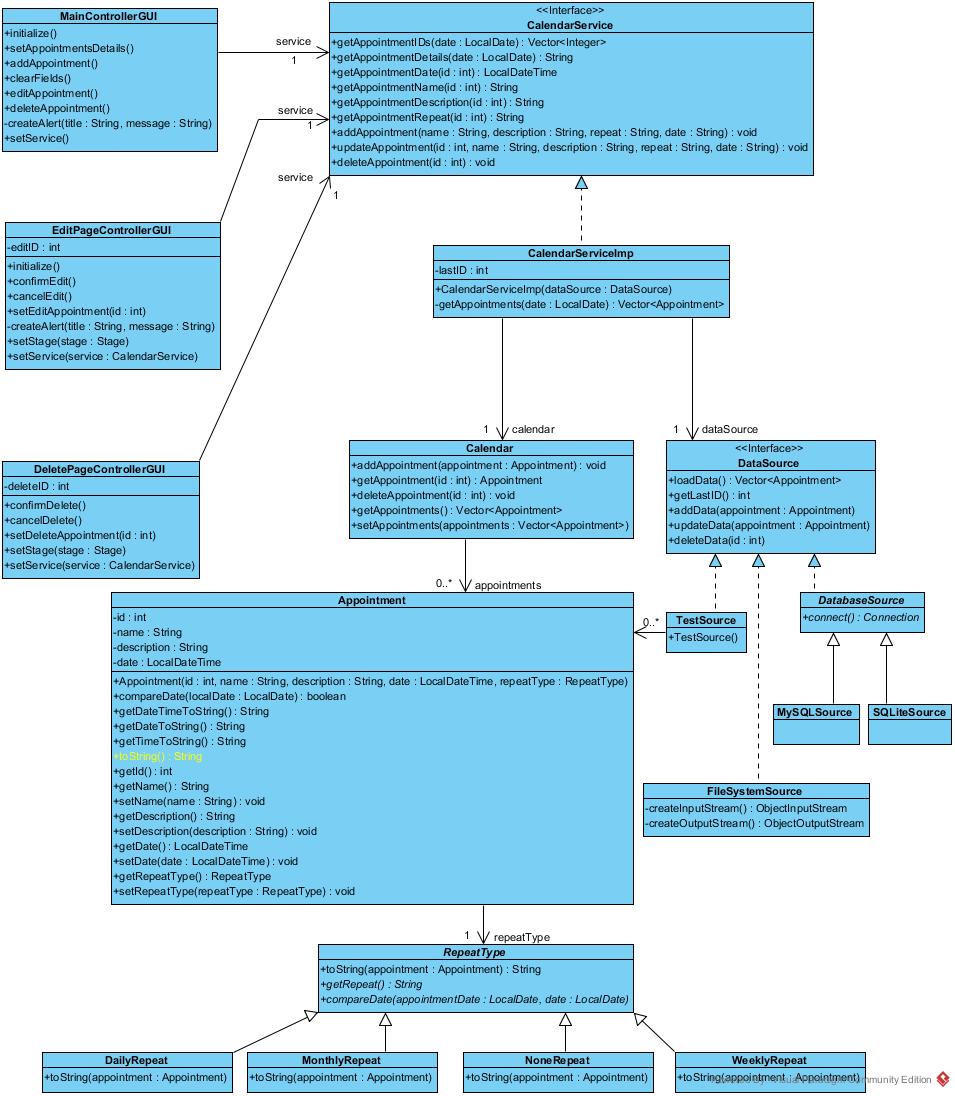 MainControllerGUI
+initialize()
+setAppointmentsDetails()
+addAppointment()
+clearFields()
+editAppointment()
+deleteAppointment()
-createAlert(title : String, message : String)
+setService()
service
1
<<Interface>>
CalendarService
+getAppointmentIDs(date : LocalDate) : Vector<Integer>
+getAppointmentDetails(date : LocalDate) : String
+getAppointmentDate(id : int) : LocalDateTime
+getAppointmentName(id : int) : String
+getAppointmentDescription(id : int) : String
+getAppointmentRepeat(id : int) : String
+addAppointment(name : String, description : String, repeat : String, date : String) : void
+updateAppointment(id : int, name : String, description : String, repeat : String, date : String) : void
+deleteAppointment(id : int) : void
service
1
service
1
EditPageControllerGUI
-editID : int
+initialize()
+confirmEdit()
+cancelEdit()
+setEditAppointment(id : int)
-createAlert(title : String, message : String)
+setStage(stage : Stage)
+setService(service : CalendarService)
CalendarServiceImp
-lastID : int
+CalendarServiceImp(dataSource : DataSource)
-getAppointments(date : LocalDate) : Vector<Appointment>
1
calendar
1
dataSource
DeletePageControllerGUI
-deleteID : int
+confirmDelete()
+cancelDelete()
+setDeleteAppointment(id : int)
+setStage(stage : Stage)
+setService(service : CalendarService)
Calendar
+addAppointment(appointment : Appointment) : void
+getAppointment(id : int) : Appointment
+deleteAppointment(id : int) : void
+getAppointments() : Vector<Appointment>
+setAppointments(appointments : Vector<Appointment>)
<<Interface>>
DataSource
+loadData() : Vector<Appointment>
+getLastID() : int
+addData(appointment : Appointment)
+updateData(appointment : Appointment)
+deleteData(id : int)
0..*
appointments
Appointment
-id : int
-name : String
-description : String
-date : LocalDateTime
+Appointment(id : int, name : String, description : String, date : LocalDateTime, repeatType : RepeatType)
+compareDate(localDate : LocalDate) : boolean
+getDateTimeToString() : String
+getDateToString() : String
+getTimeToString() : String
+toString() : String
+getId() : int
+getName() : String
+setName(name : String) : void
+getDescription() : String
+setDescription(description : String) : void
+getDate() : LocalDateTime
+setDate(date : LocalDateTime) : void
+getRepeatType() : RepeatType
+setRepeatType(repeatType : RepeatType) : void
0..*
TestSource
+TestSource()
DatabaseSource
+connect() : Connection
MySQLSource
SQLiteSource
FileSystemSource
-createInputStream() : ObjectInputStream
-createOutputStream() : ObjectOutputStream
1
repeatType
RepeatType
+toString(appointment : Appointment) : String
+getRepeat() : String
+compareDate(appointmentDate : LocalDate, date : LocalDate)
DailyRepeat
+toString(appointment : Appointment)
MonthlyRepeat
+toString(appointment : Appointment)
NoneRepeat
+toString(appointment : Appointment)
WeeklyRepeat
+toString(appointment : Appointment)
Community Edition